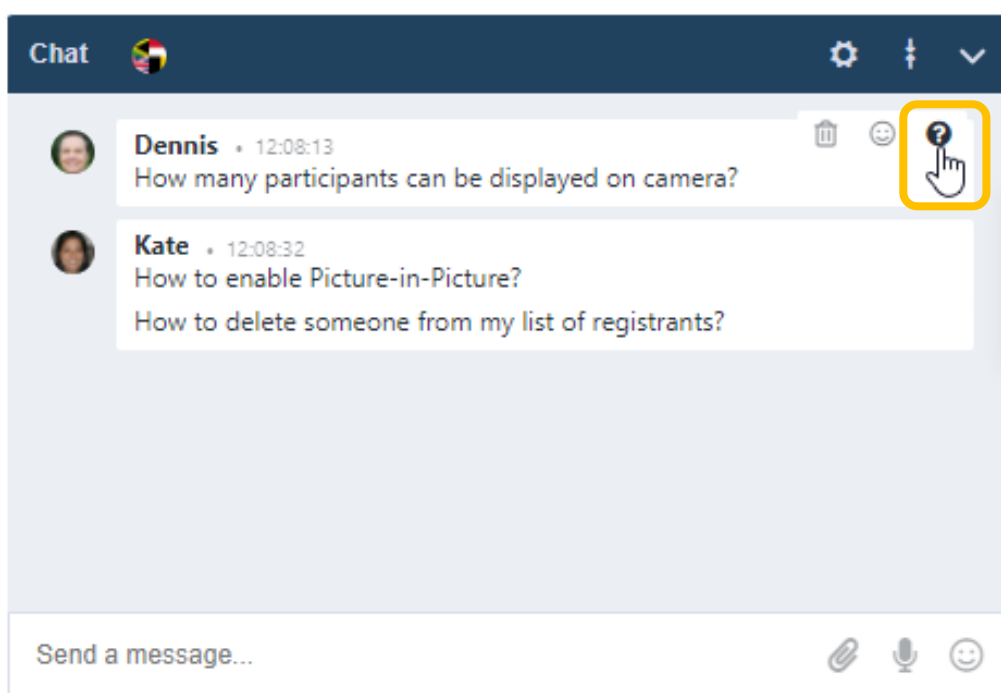 Chat
Dennis • 12:08:13
How many participants can be displayed on camera?
Kate • 12:08:32
How to enable Picture-in-Picture?
How to delete someone from my list of registrants?
Send a message...